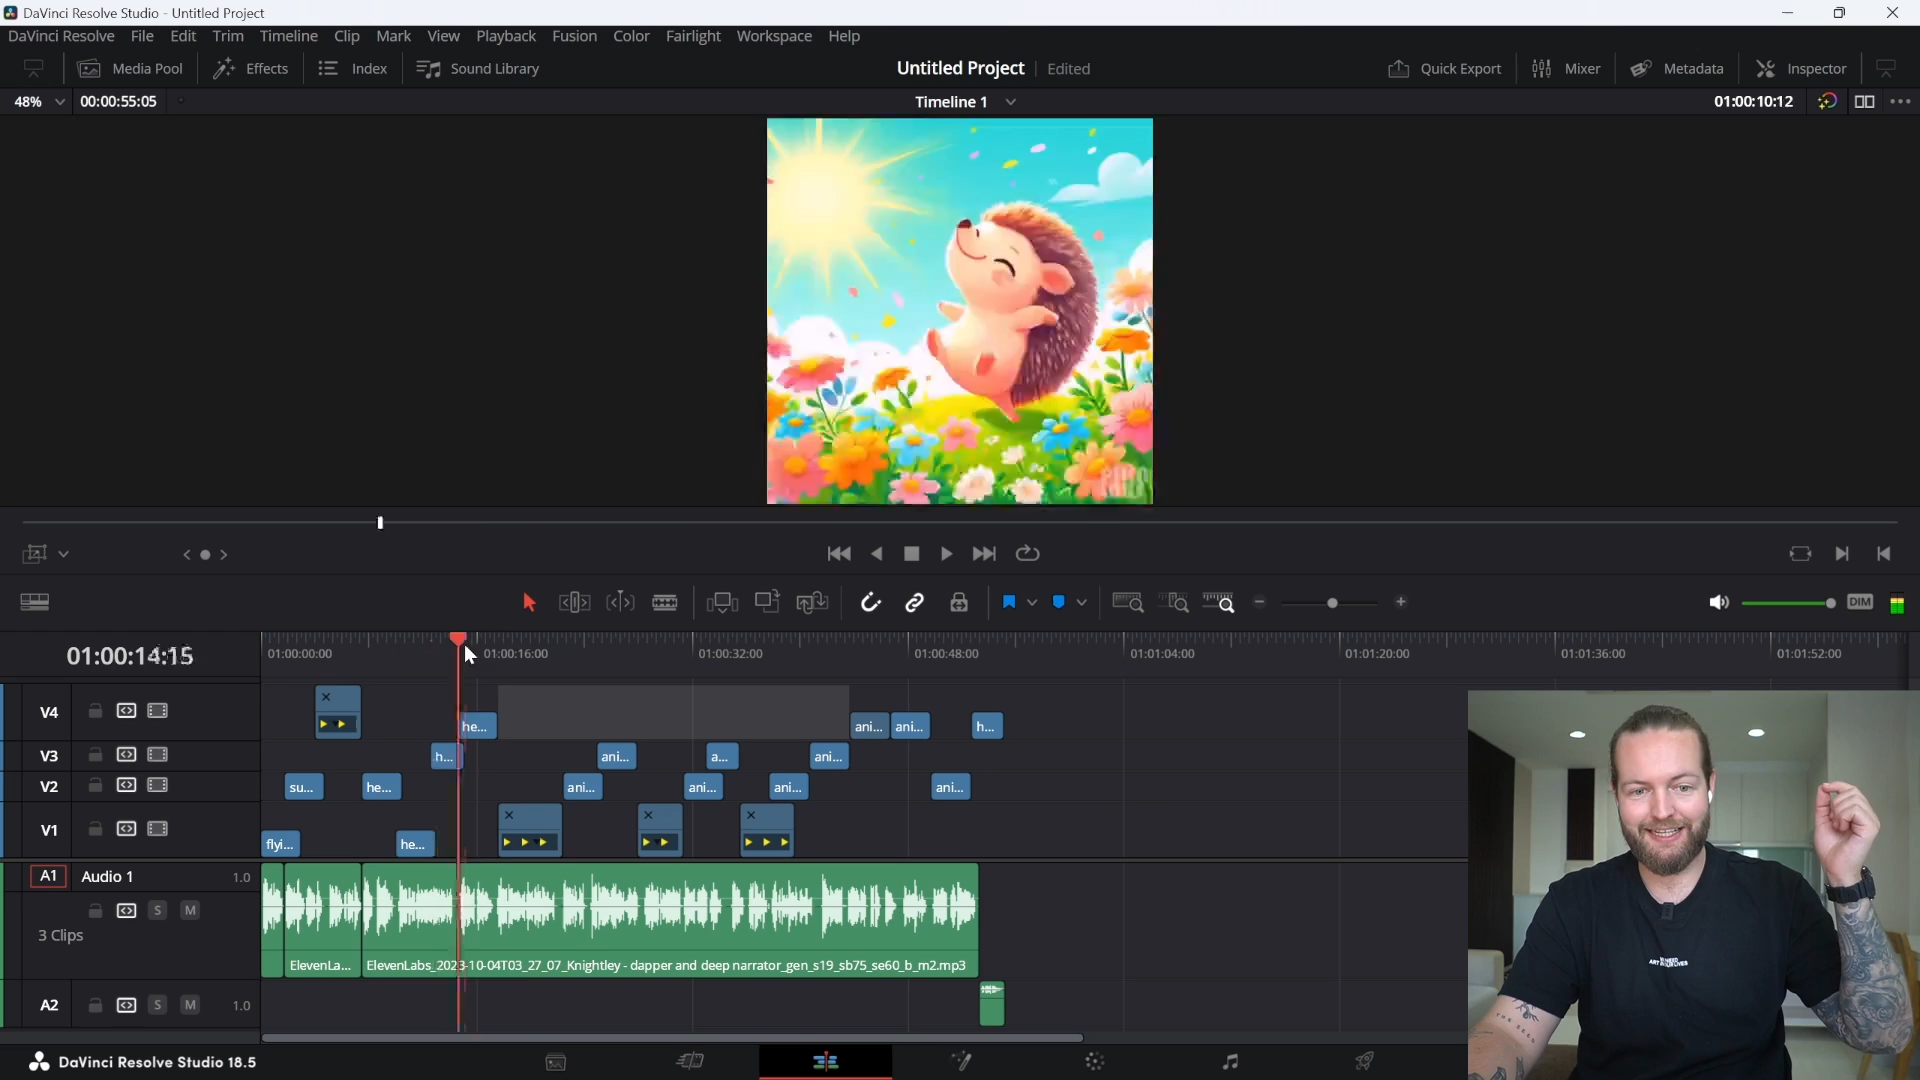 DaVinci Resolve Studio - Untitled Project
DaVinci Resolve File Edit Trim Timeline Clip Mark View Playback Fusion Color Fairlight Workspace Help
Media Pool Effects Index Sound Library Untitled Project Edited Quick Export Mixer Metadata Inspector
48% 00:00:55:05 Timeline 1 01:00:10:12
DIM
01:00:14:15 01:00:00:00 01:00:16:00 01:00:32:00 01:00:48:00 01:01:04:00 01:01:20:00 01:01:36:00 01:01:52:00
V4 he... ani... ani... h...
V3 h... ani... a... ani...
V2 su... he... ani... ani... ani... ani...
V1 flyi... he...
A1 Audio 1 1.0
S M
3 Clips
ElevenLa... ElevenLabs_2023-10-04T03_27_07_Knightley - dapper and deep narrator_gen_s19_sb75_se60_b_m2.mp3
A2 S M 1.0
DaVinci Resolve Studio 18.5